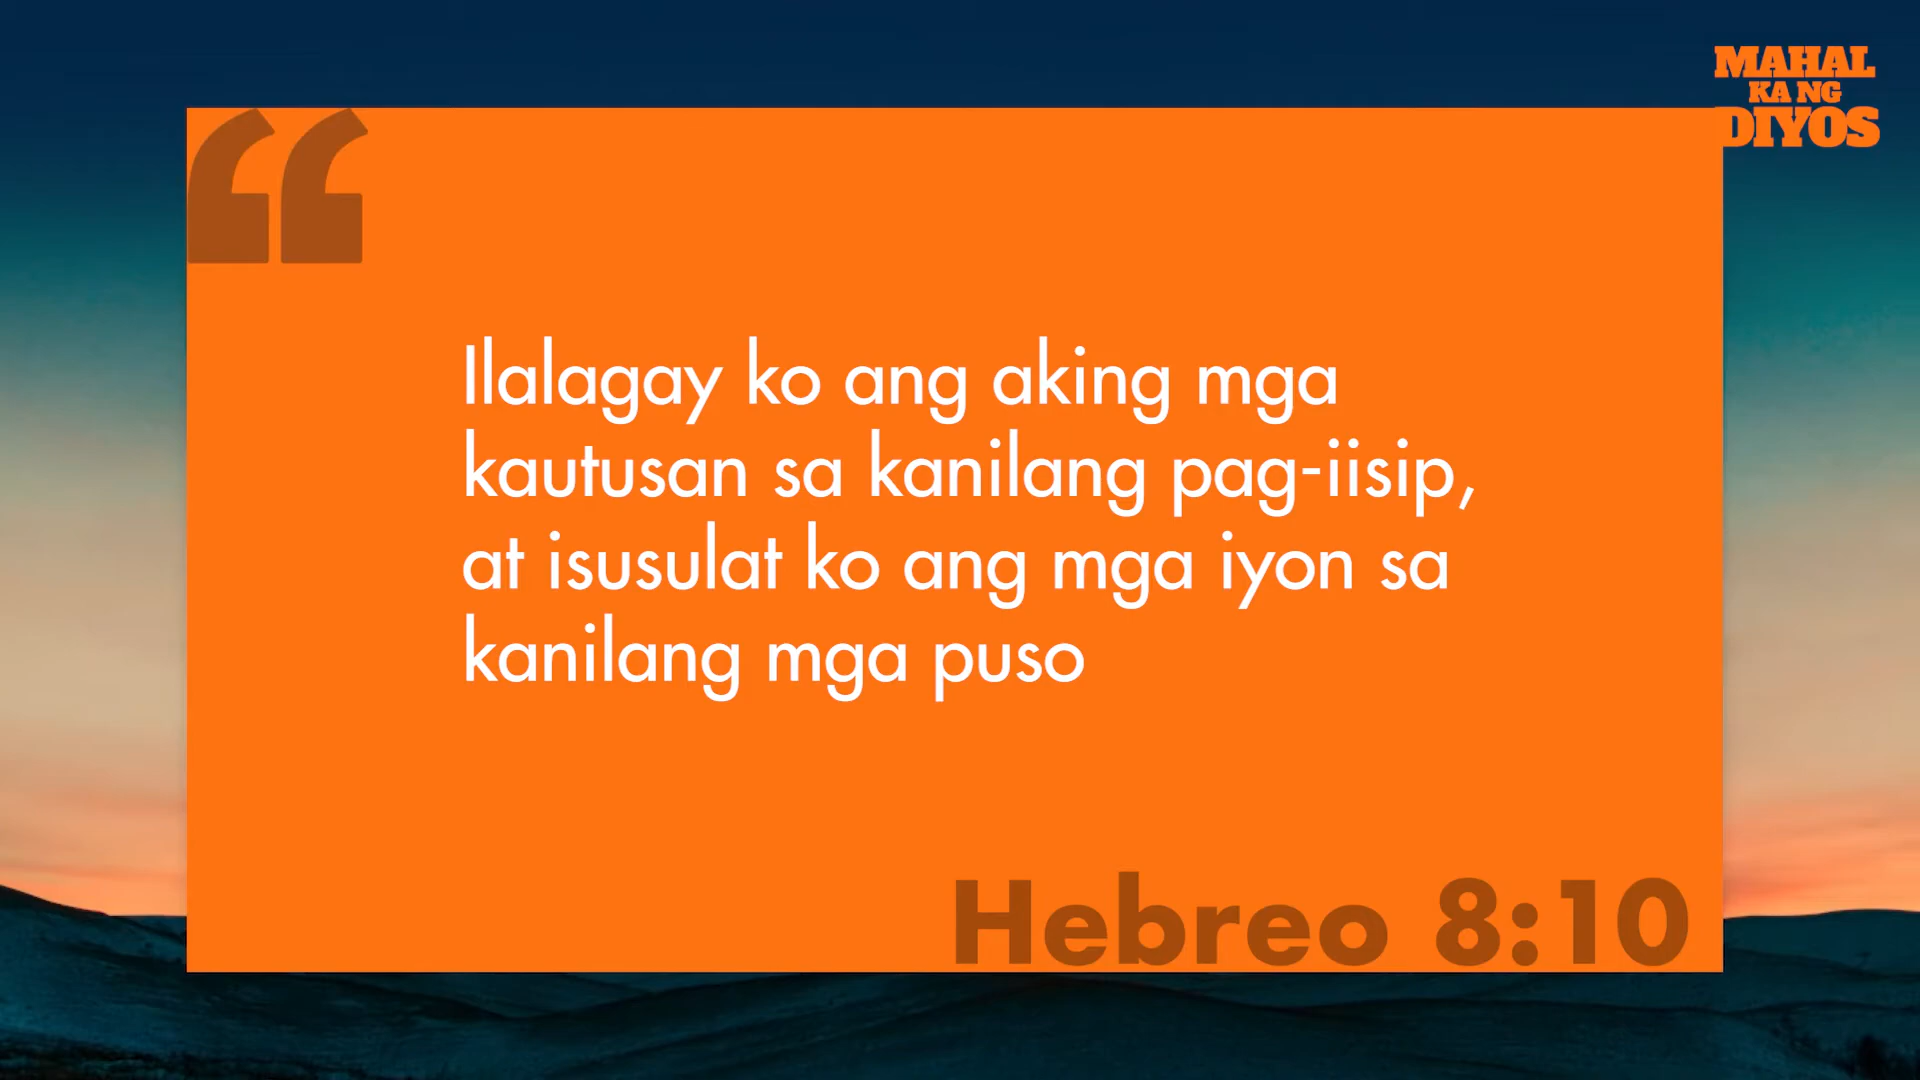 MAHAL
KA NG
DIYOS
“
Ilalagay ko ang aking mga
kautusan sa kanilang pag-iisip,
at isusulat ko ang mga iyon sa
kanilang mga puso
Hebreo 8:10